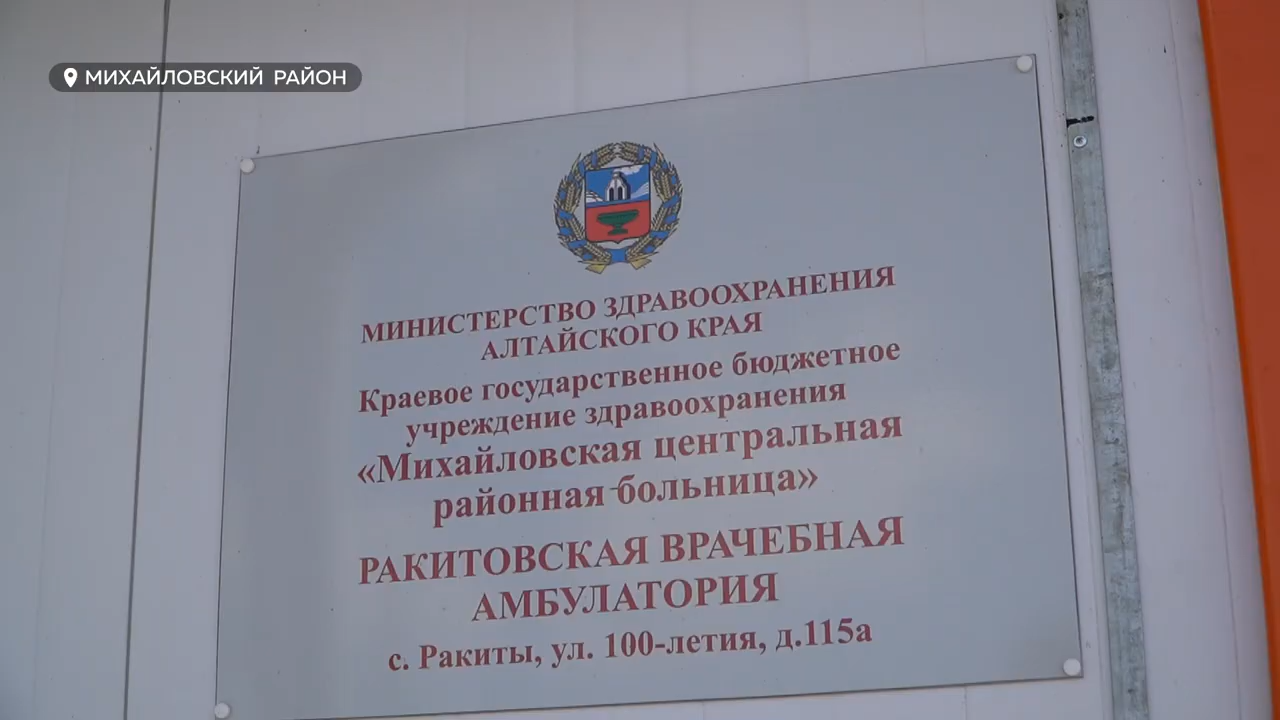 МИХАЙЛОВСКИЙ РАЙОН
МИНИСТЕРСТВО ЗДРАВООХРАНЕНИЯ
АЛТАЙСКОГО КРАЯ
Краевое государственное бюджетное
учреждение здравоохранения
«Михайловская центральная
районная больница»
РАКИТОВСКАЯ ВРАЧЕБНАЯ
АМБУЛАТОРИЯ
с. Ракиты, ул. 100-летия, д.115а